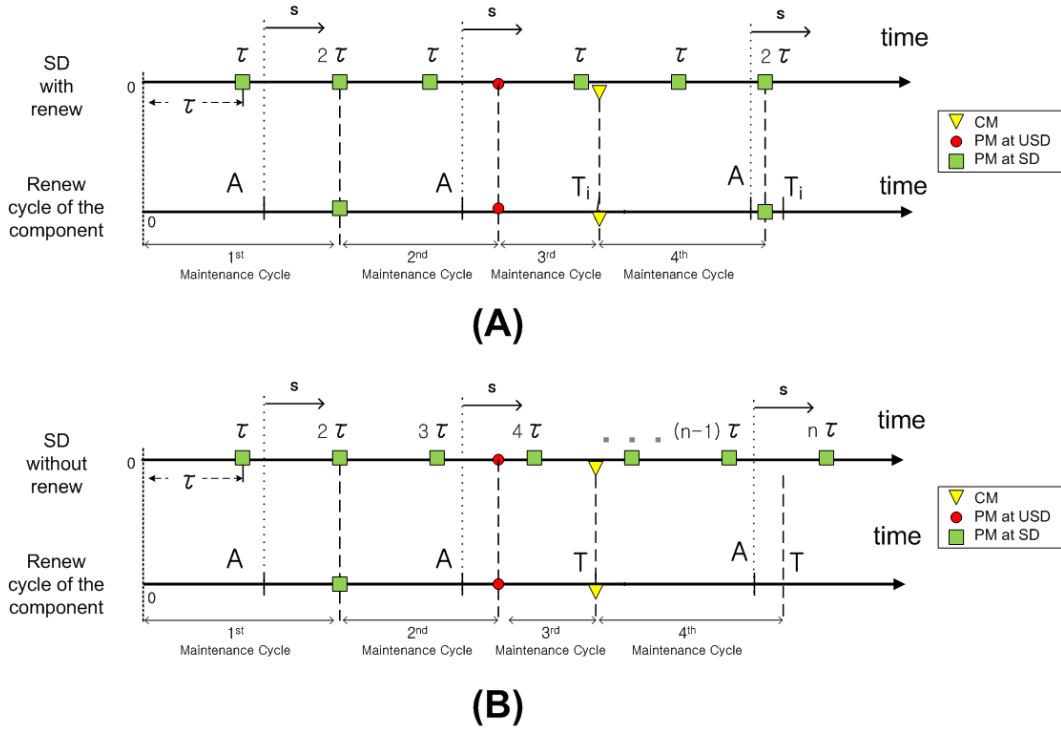 s s s
time
τ 2 τ τ τ τ 2 τ
SD
with
renew
0
τ
CM
PM at USD
PM at SD
Renew
cycle of the
component
A A Tᵢ A Tᵢ
time
0
1st 2nd 3rd 4th
Maintenance Cycle Maintenance Cycle Maintenance Cycle Maintenance Cycle
(A)
s s s
time
τ 2 τ 3 τ 4 τ . . . (n-1) τ n τ
SD
without
renew
0
τ
CM
PM at USD
PM at SD
time
Renew
cycle of the
component
A A T A T
0
1st 2nd 3rd 4th
Maintenance Cycle Maintenance Cycle Maintenance Cycle Maintenance Cycle
(B)